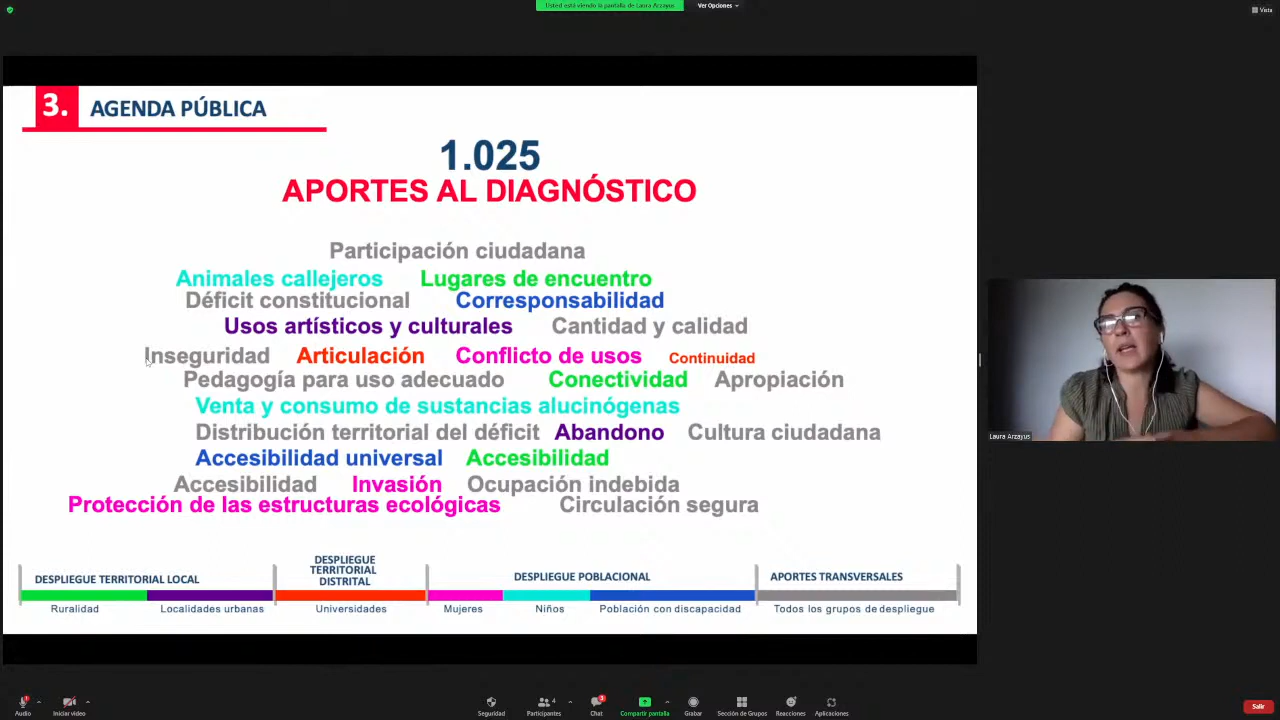 Usted está viendo la pantalla de Laura Arzayus
Ver Opciones
Vista
3. AGENDA PÚBLICA
1.025
APORTES AL DIAGNÓSTICO
Participación ciudadana
Animales callejeros Lugares de encuentro
Déficit constitucional Corresponsabilidad
Usos artísticos y culturales Cantidad y calidad
Inseguridad Articulación Conflicto de usos Continuidad
Pedagogía para uso adecuado Conectividad Apropiación
Venta y consumo de sustancias alucinógenas
Distribución territorial del déficit Abandono Cultura ciudadana
Accesibilidad universal Accesibilidad
Accesibilidad Invasión Ocupación indebida
Protección de las estructuras ecológicas Circulación segura
DESPLIEGUE TERRITORIAL LOCAL
DESPLIEGUE
TERRITORIAL
DISTRITAL
DESPLIEGUE POBLACIONAL
APORTES TRANSVERSALES
Ruralidad Localidades urbanas Universidades Mujeres Niños Población con discapacidad Todos los grupos de despliegue
Laura Arzayus
Audio Iniciar video Seguridad Participantes 4 Chat 3 Compartir pantalla Grabar Sección de Grupos Reacciones Aplicaciones Salir